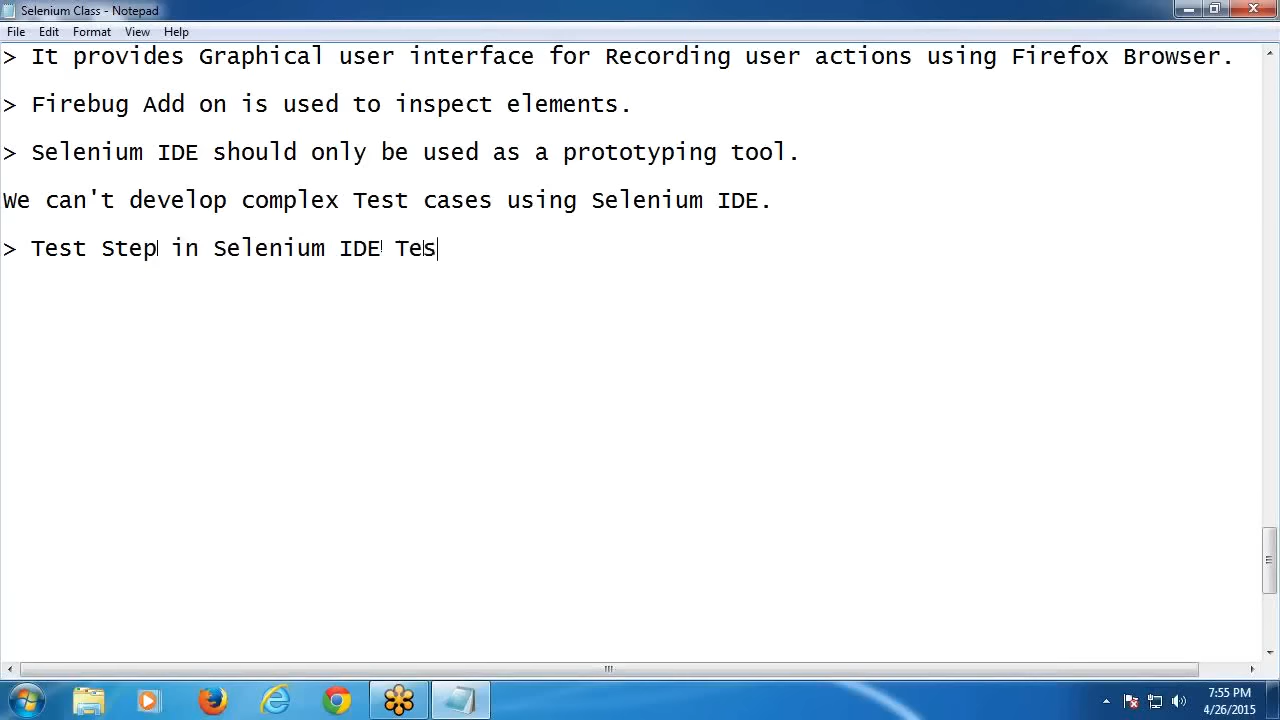 Selenium Class - Notepad
File Edit Format View Help
> It provides Graphical user interface for Recording user actions using Firefox Browser.
> Firebug Add on is used to inspect elements.
> Selenium IDE should only be used as a prototyping tool.
We can't develop complex Test cases using Selenium IDE.
> Test Step in Selenium IDE Tes
7:55 PM
4/26/2015